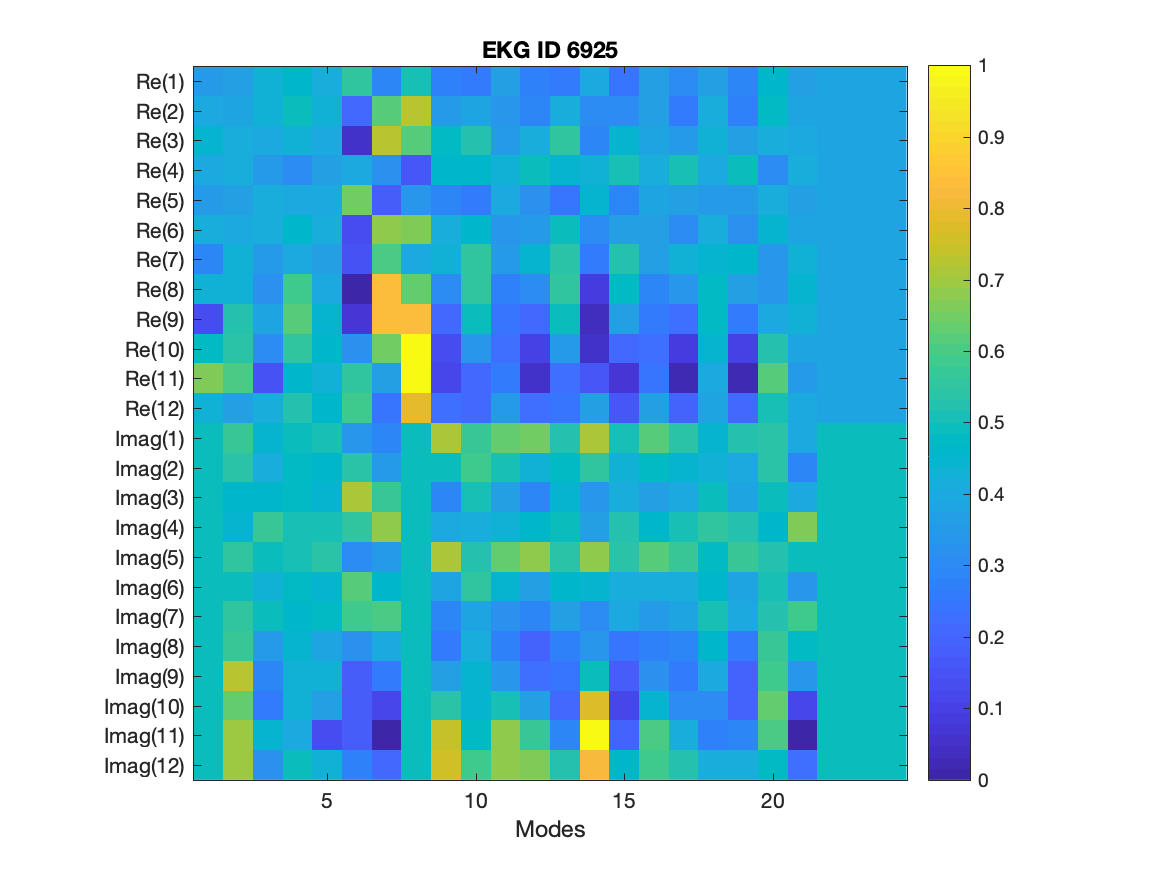 EKG ID 6925
Re(1)
Re(2)
Re(3)
Re(4)
Re(5)
Re(6)
Re(7)
Re(8)
Re(9)
Re(10)
Re(11)
Re(12)
Imag(1)
Imag(2)
Imag(3)
Imag(4)
Imag(5)
Imag(6)
Imag(7)
Imag(8)
Imag(9)
Imag(10)
Imag(11)
Imag(12)
5 10 15 20
Modes
1
0.9
0.8
0.7
0.6
0.5
0.4
0.3
0.2
0.1
0